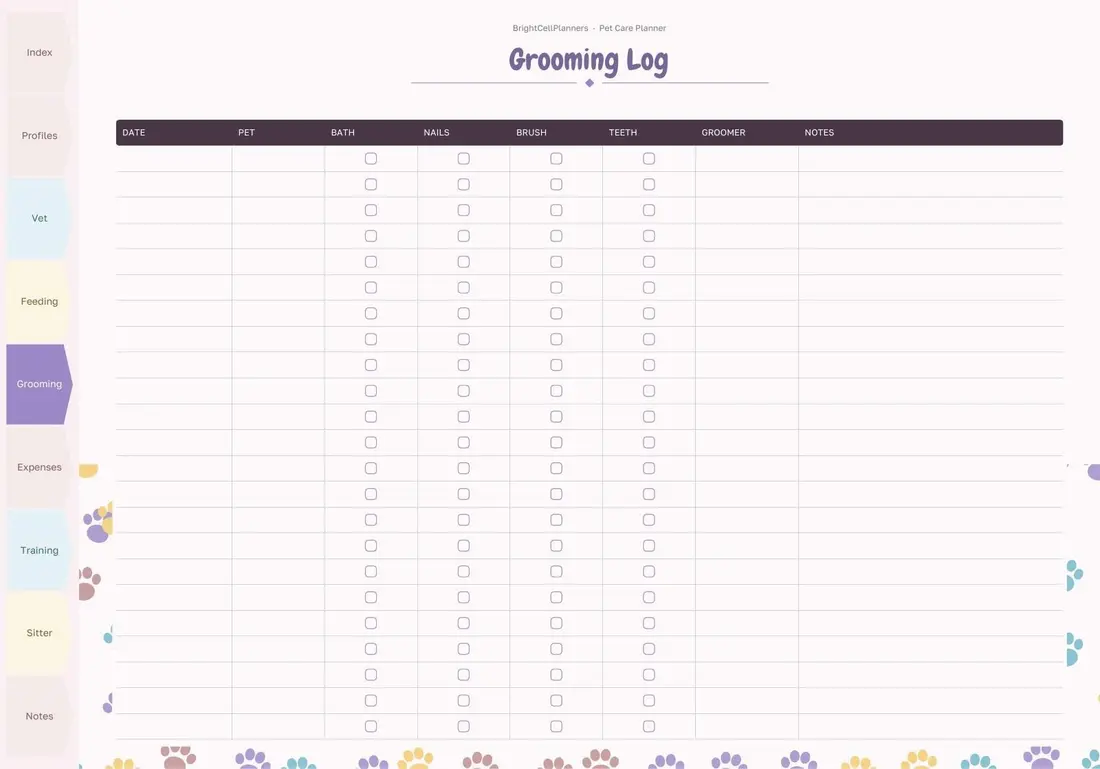 BrightCellPlanners · Pet Care Planner
Grooming Log
Index
Profiles
Vet
Feeding
Grooming
Expenses
Training
Sitter
Notes
DATE PET BATH NAILS BRUSH TEETH GROOMER NOTES